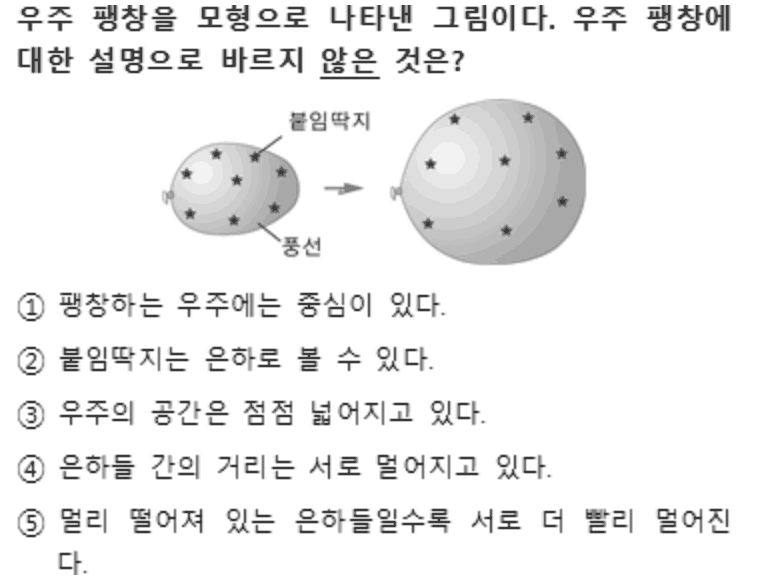 우주 팽창을 모형으로 나타낸 그림이다. 우주 팽창에
대한 설명으로 바르지 않은 것은?
붙임딱지
풍선
① 팽창하는 우주에는 중심이 있다.
② 붙임딱지는 은하로 볼 수 있다.
③ 우주의 공간은 점점 넓어지고 있다.
④ 은하들 간의 거리는 서로 멀어지고 있다.
⑤ 멀리 떨어져 있는 은하들일수록 서로 더 빨리 멀어진
다.